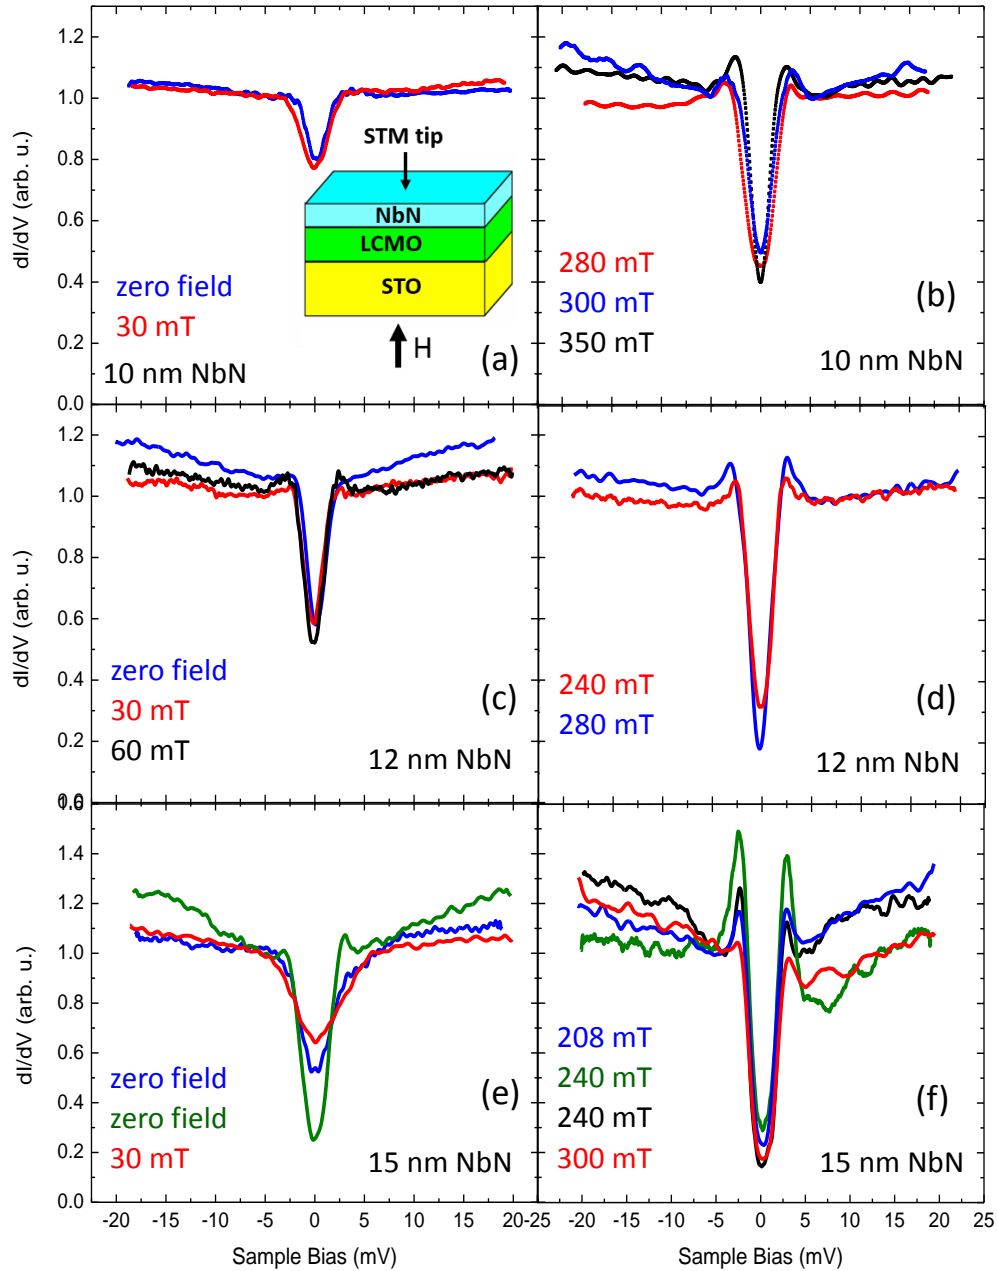 1.2
1.0
0.8
0.6
0.4
0.2
0.0
dI/dV (arb. u.)
STM tip
NbN
LCMO
STO
H
zero field
30 mT
10 nm NbN
(a)
280 mT
300 mT
350 mT
(b)
10 nm NbN
1.2
1.0
0.8
0.6
0.4
0.2
0.0
dI/dV (arb. u.)
zero field
30 mT
60 mT
(c)
12 nm NbN
240 mT
280 mT
(d)
12 nm NbN
1.6
1.4
1.2
1.0
0.8
0.6
0.4
0.2
0.0
dI/dV (arb. u.)
zero field
zero field
30 mT
(e)
15 nm NbN
208 mT
240 mT
240 mT
300 mT
(f)
15 nm NbN
-20 -15 -10 -5 0 5 10 15 20
-25 -20 -15 -10 -5 0 5 10 15 20 25
Sample Bias (mV)
Sample Bias (mV)